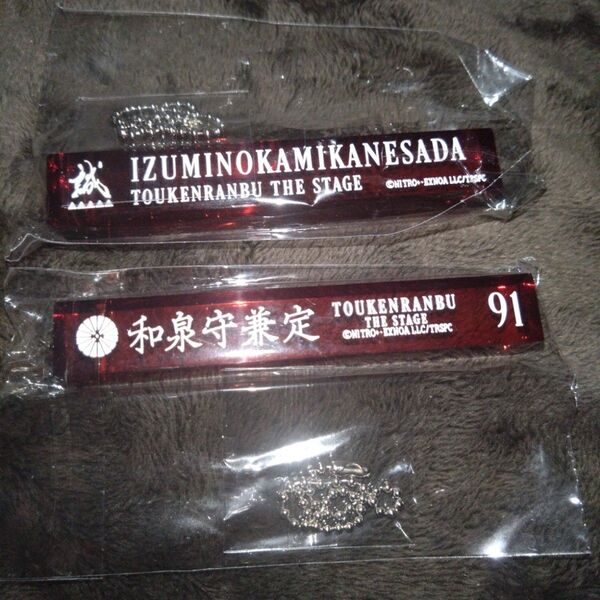 誠
IZUMINOKAMIKANESADA
TOUKENRANBU THE STAGE
©NITRO+・EXNOA LLC/TRSPC
和泉守兼定
TOUKENRANBU
THE STAGE
©NITRO+・EXNOA LLC/TRSPC
91